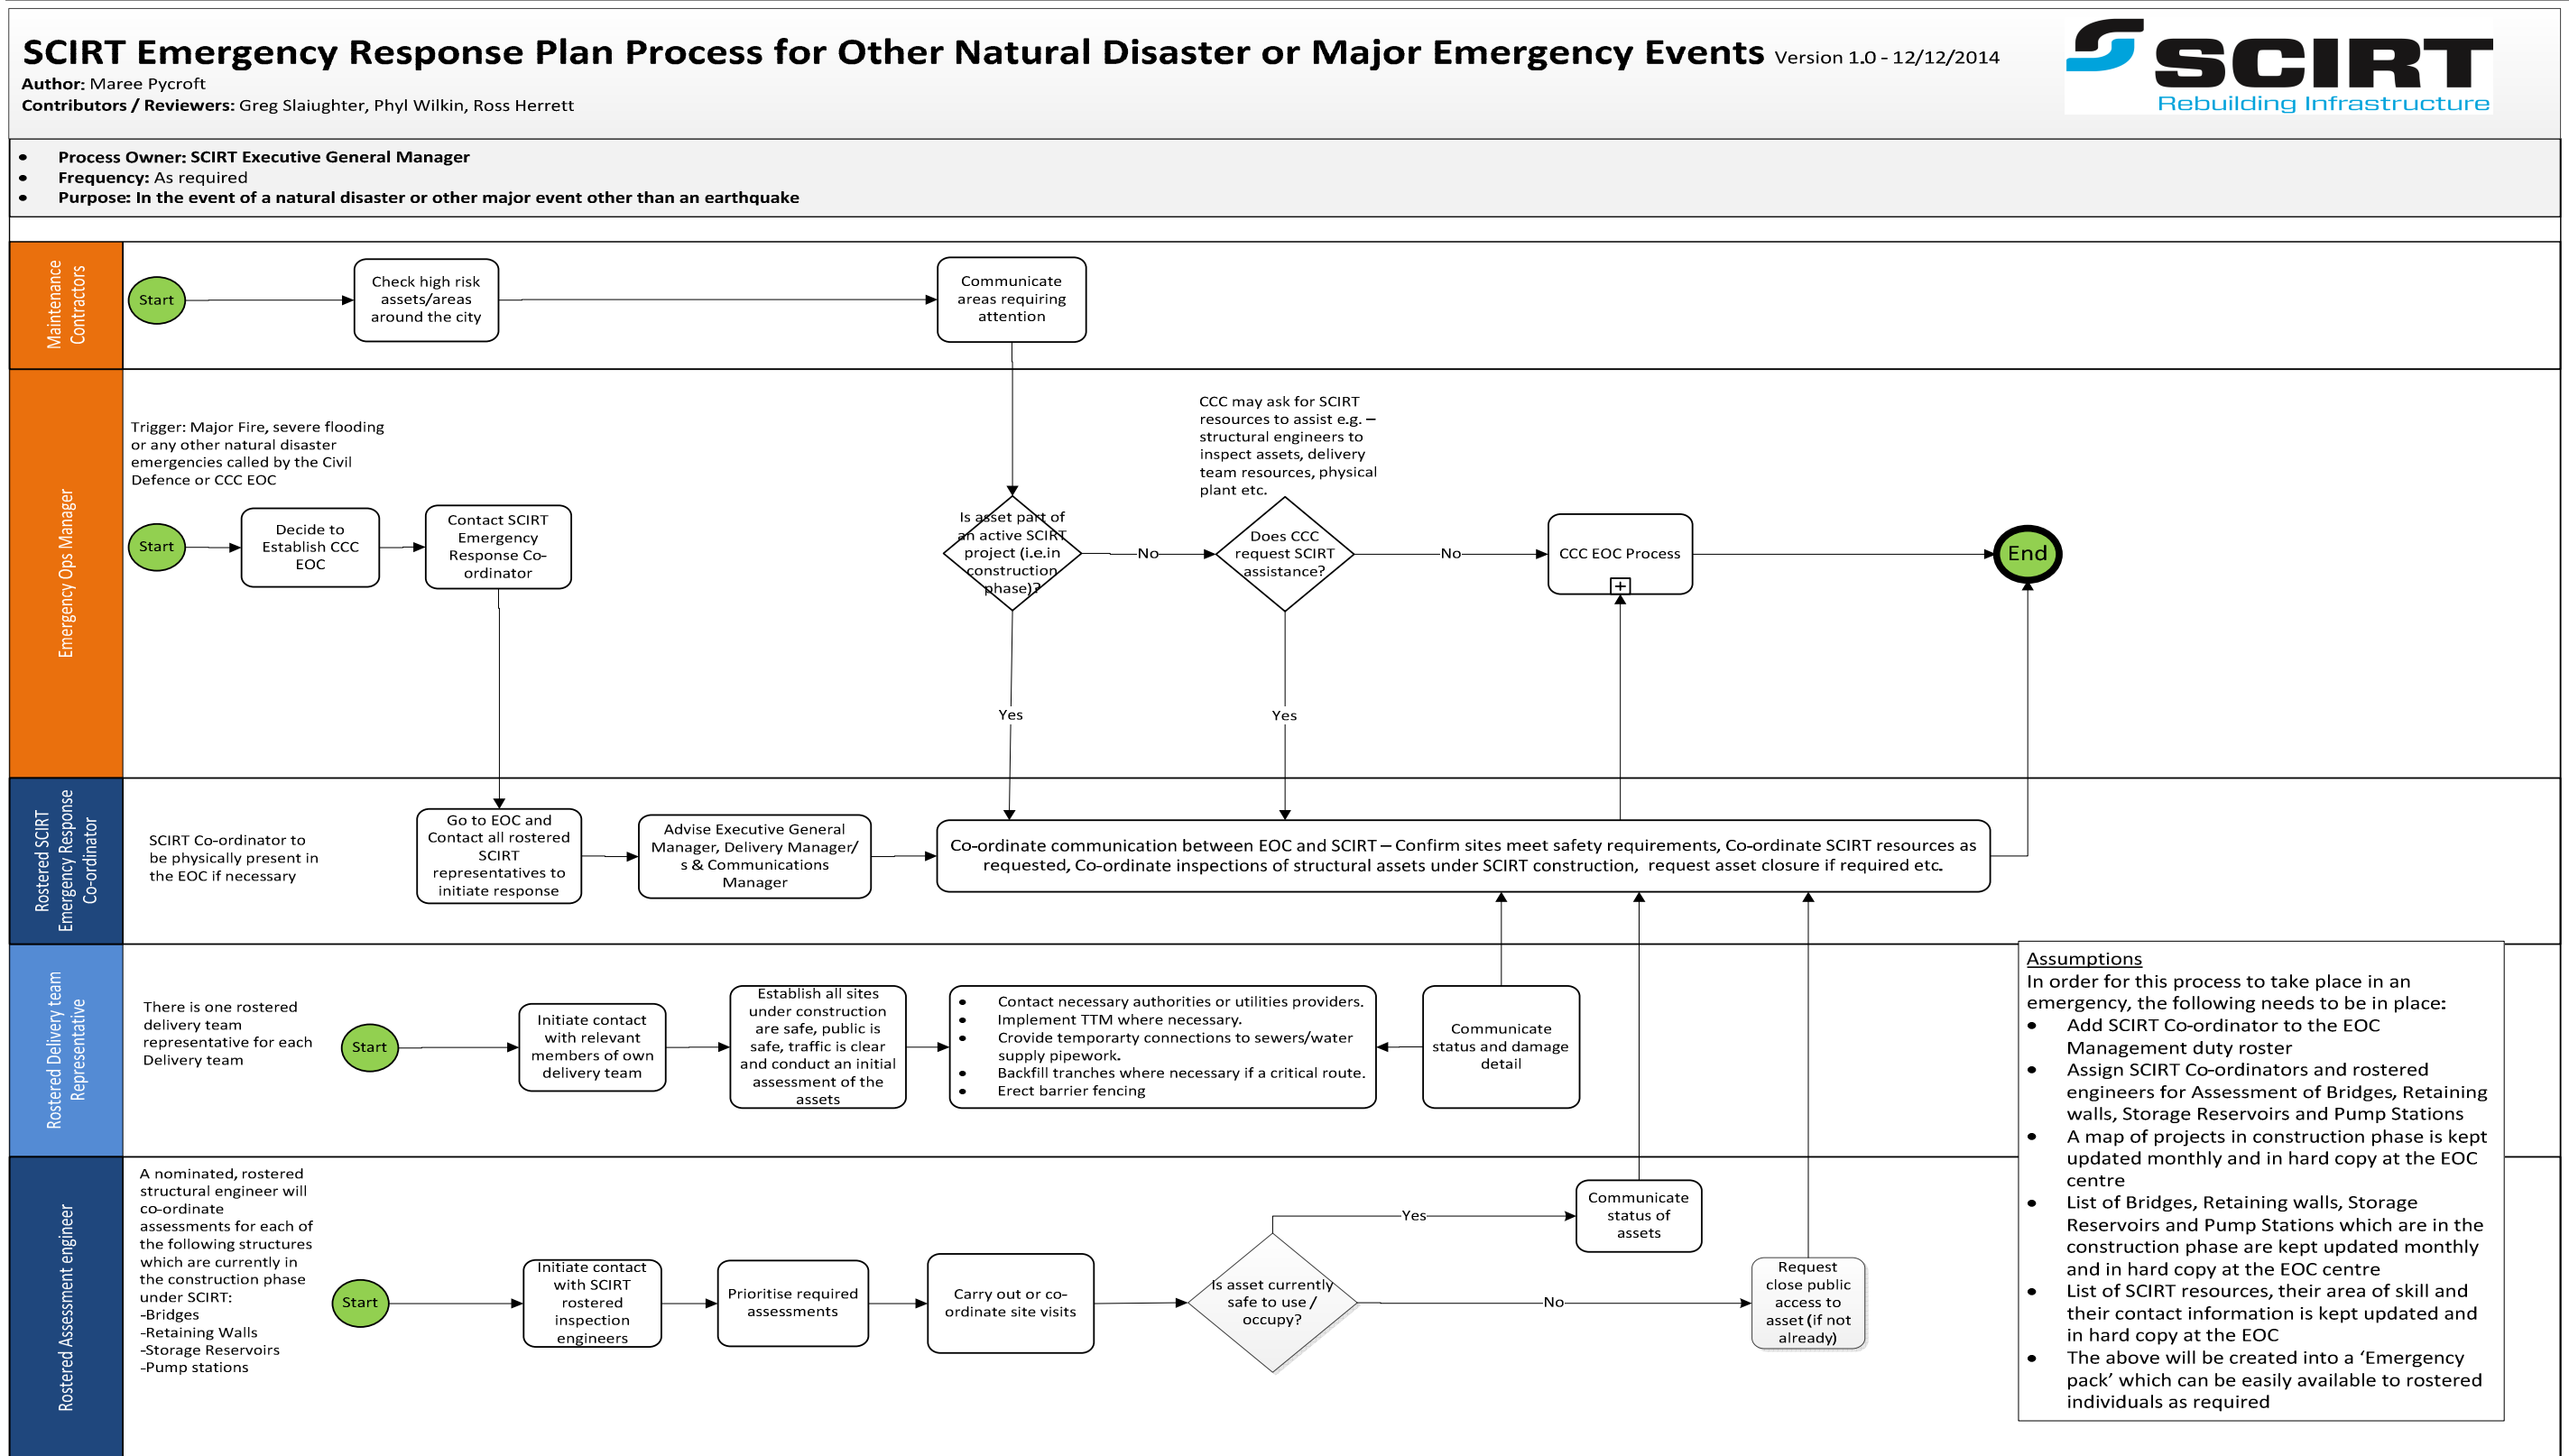 SCIRT Emergency Response Plan Process for Other Natural Disaster or Major Emergency Events Version 1.0 - 12/12/2014
Author: Maree Pycroft
Contributors / Reviewers: Greg Slaiughter, Phyl Wilkin, Ross Herrett
SCIRT
Rebuilding Infrastructure
• Process Owner: SCIRT Executive General Manager
• Frequency: As required
• Purpose: In the event of a natural disaster or other major event other than an earthquake
Maintenance
Contractors
Start
Check high risk
assets/areas
around the city
Communicate
areas requiring
attention
Emergency Ops Manager
Trigger: Major Fire, severe flooding
or any other natural disaster
emergencies called by the Civil
Defence or CCC EOC
Start
Decide to
Establish CCC
EOC
Contact SCIRT
Emergency
Response Co-
ordinator
Is asset part of
an active SCIRT
project (i.e.in
construction
phase)?
No
Yes
CCC may ask for SCIRT
resources to assist e.g. –
structural engineers to
inspect assets, delivery
team resources, physical
plant etc.
Does CCC
request SCIRT
assistance?
No
Yes
CCC EOC Process
End
Rostered SCIRT
Emergency Response
Co-ordinator
SCIRT Co-ordinator to
be physically present in
the EOC if necessary
Go to EOC and
Contact all rostered
SCIRT
representatives to
initiate response
Advise Executive General
Manager, Delivery Manager/
s & Communications
Manager
Co-ordinate communication between EOC and SCIRT – Confirm sites meet safety requirements, Co-ordinate SCIRT resources as
requested, Co-ordinate inspections of structural assets under SCIRT construction, request asset closure if required etc.
Rostered Delivery team
Representative
There is one rostered
delivery team
representative for each
Delivery team
Start
Initiate contact
with relevant
members of own
delivery team
Establish all sites
under construction
are safe, public is
safe, traffic is clear
and conduct an initial
assessment of the
assets
• Contact necessary authorities or utilities providers.
• Implement TTM where necessary.
• Crovide temporarty connections to sewers/water
supply pipework.
• Backfill tranches where necessary if a critical route.
• Erect barrier fencing
Communicate
status and damage
detail
Rostered Assessment engineer
A nominated, rostered
structural engineer will
co-ordinate
assessments for each of
the following structures
which are currently in
the construction phase
under SCIRT:
-Bridges
-Retaining Walls
-Storage Reservoirs
-Pump stations
Start
Initiate contact
with SCIRT
rostered
inspection
engineers
Prioritise required
assessments
Carry out or co-
ordinate site visits
Is asset currently
safe to use /
occupy?
Yes
No
Communicate
status of
assets
Request
close public
access to
asset (if not
already)
Assumptions
In order for this process to take place in an
emergency, the following needs to be in place:
• Add SCIRT Co-ordinator to the EOC
Management duty roster
• Assign SCIRT Co-ordinators and rostered
engineers for Assessment of Bridges, Retaining
walls, Storage Reservoirs and Pump Stations
• A map of projects in construction phase is kept
updated monthly and in hard copy at the EOC
centre
• List of Bridges, Retaining walls, Storage
Reservoirs and Pump Stations which are in the
construction phase are kept updated monthly
and in hard copy at the EOC centre
• List of SCIRT resources, their area of skill and
their contact information is kept updated and
in hard copy at the EOC
• The above will be created into a ‘Emergency
pack’ which can be easily available to rostered
individuals as required